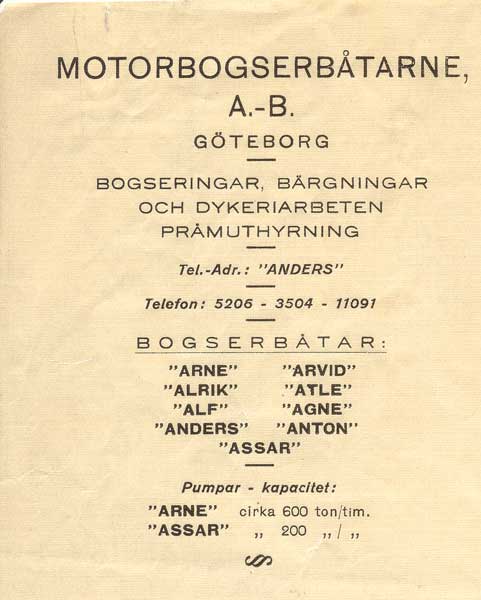 MOTORBOGSERBÅTARNE,
A.-B.
GÖTEBORG
BOGSERINGAR, BÄRGNINGAR
OCH DYKERIARBETEN
PRÅMUTHYRNING
Tel.-Adr.: "ANDERS"
Telefon: 5206 - 3504 - 11091
BOGSERBÅTAR:
"ARNE" "ARVID"
"ALRIK" "ATLE"
"ALF" "AGNE"
"ANDERS" "ANTON"
"ASSAR"
Pumpar - kapacitet:
"ARNE" cirka 600 ton/tim.
"ASSAR" „ 200 „ / „